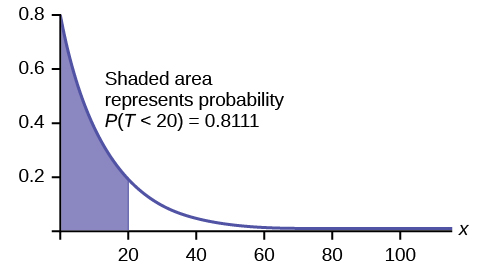 0.8
0.6
0.4
0.2
Shaded area
represents probability
P(T < 20) = 0.8111
x
20 40 60 80 100